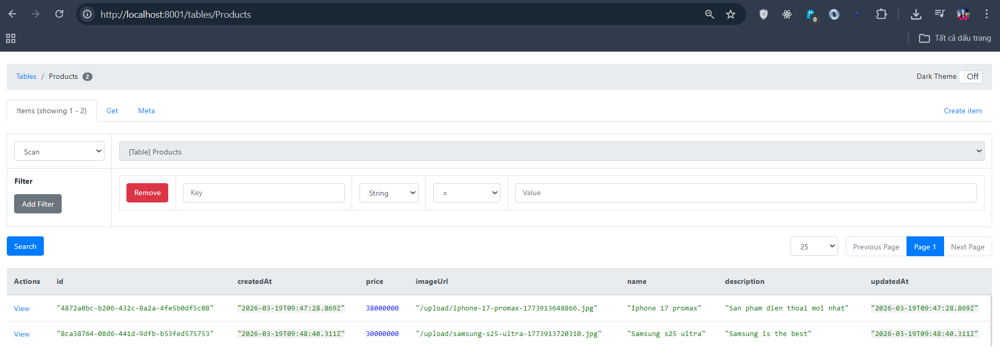 http://localhost:8001/tables/Products
0
Tất cả dấu trang
Tables / Products 2
Dark Theme Off
Items (showing 1 - 2) Get Meta Create item
Scan [Table] Products
Filter
Add Filter
Remove Key String = Value
Search 25 Previous Page Page 1 Next Page
Actions id createdAt price imageUrl name description updatedAt
View "4872a0bc-b206-432c-8a2a-4fe5b0df5c08" "2026-03-19T09:47:28.869Z" 38000000 "/upload/iphone-17-promax-1773913648866.jpg" "Iphone 17 promax" "San pham dien thoai moi nhat" "2026-03-19T09:47:28.869Z"
View "8ca38764-08d6-441d-9dfb-b53fed575753" "2026-03-19T09:48:40.311Z" 30000000 "/upload/samsung-s25-ultra-1773913720310.jpg" "Samsung s25 ultra" "Samsung is the best" "2026-03-19T09:48:40.311Z"